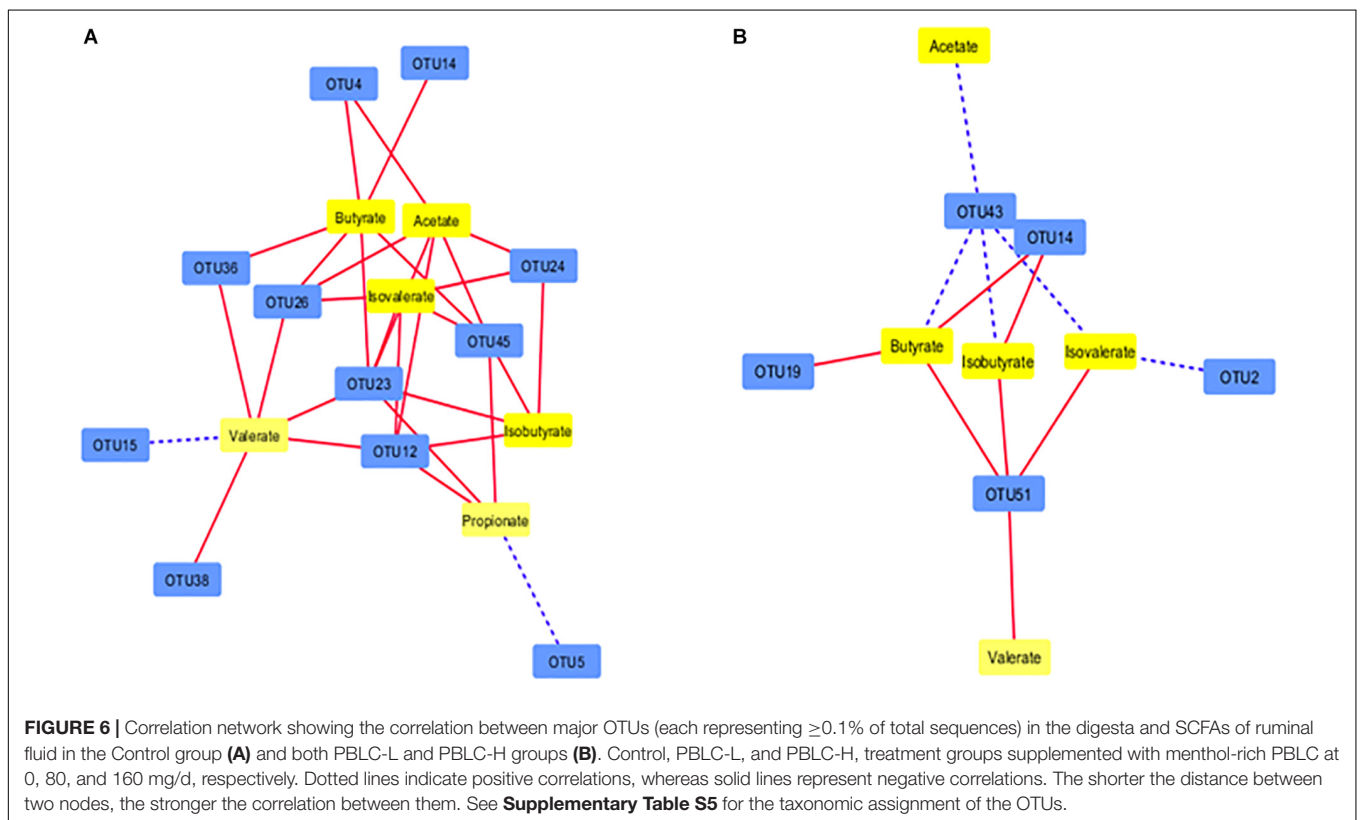 A
B
Acetate
OTU14
OTU4
OTU43
OTU14
Butyrate
Acetate
OTU36
OTU24
OTU26
Isovalerate
OTU45
Butyrate
Isobutyrate
Isovalerate
OTU19
OTU2
OTU23
OTU15
Valerate
OTU12
Isobutyrate
OTU51
Propionate
OTU38
OTU5
Valerate
FIGURE 6 | Correlation network showing the correlation between major OTUs (each representing ≥0.1% of total sequences) in the digesta and SCFAs of ruminal
fluid in the Control group (A) and both PBLC-L and PBLC-H groups (B). Control, PBLC-L, and PBLC-H, treatment groups supplemented with menthol-rich PBLC at
0, 80, and 160 mg/d, respectively. Dotted lines indicate positive correlations, whereas solid lines represent negative correlations. The shorter the distance between
two nodes, the stronger the correlation between them. See Supplementary Table S5 for the taxonomic assignment of the OTUs.